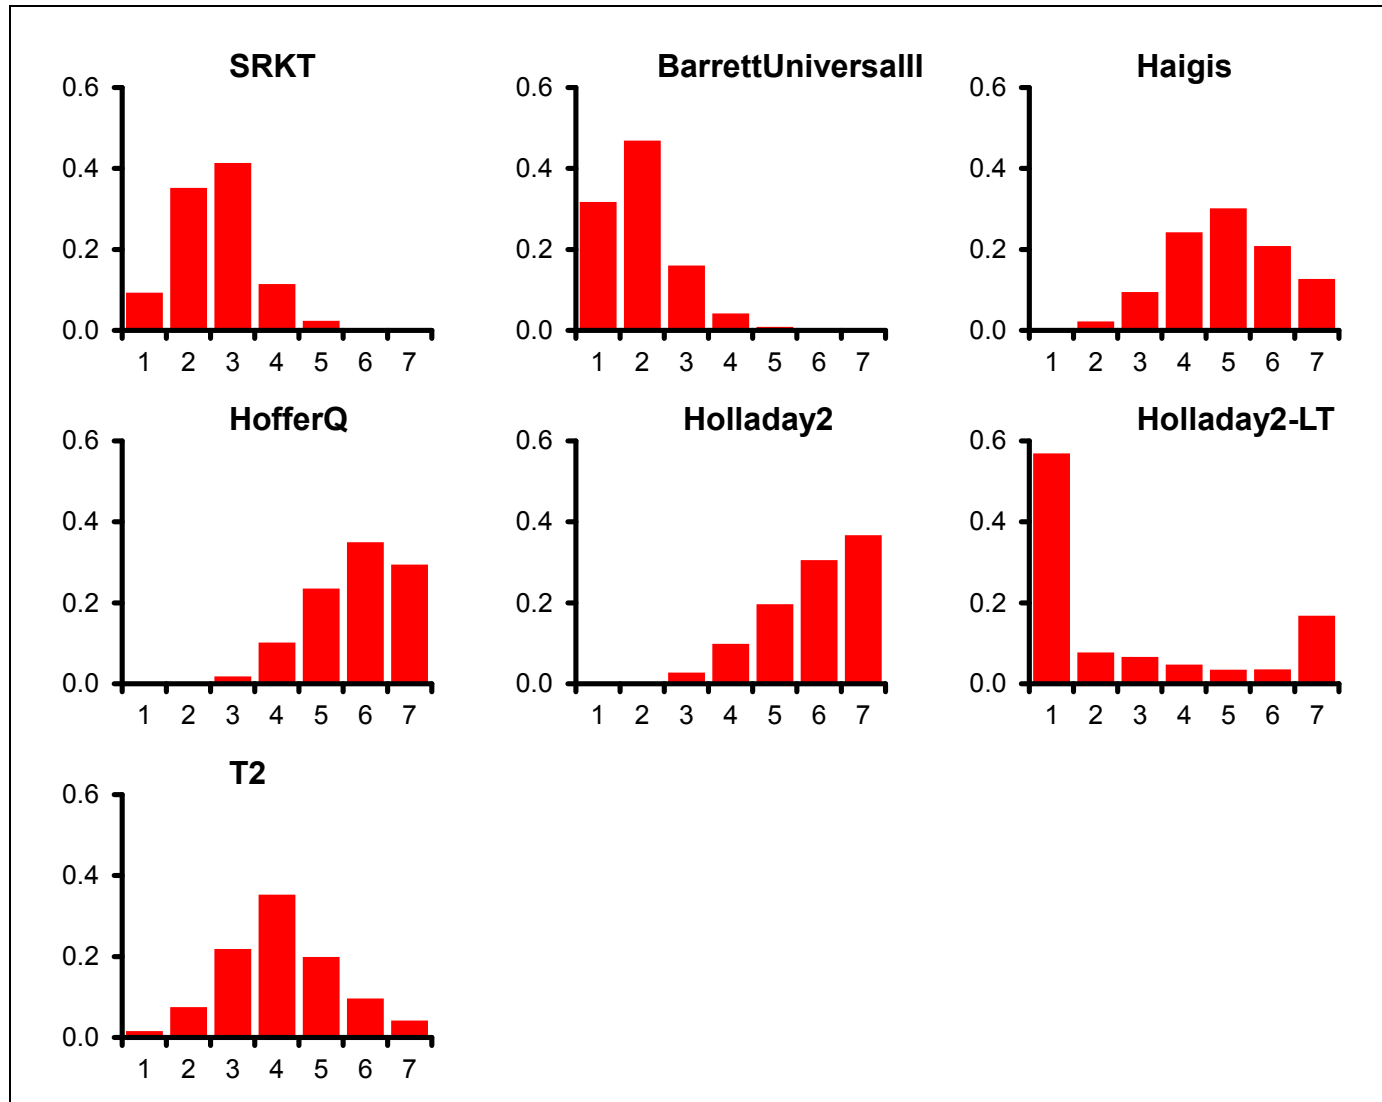 SRKT BarrettUniversalII Haigis
0.6 0.6 0.6
0.4 0.4 0.4
0.2 0.2 0.2
0.0 0.0 0.0
1 2 3 4 5 6 7 1 2 3 4 5 6 7 1 2 3 4 5 6 7
HofferQ Holladay2 Holladay2-LT
0.6 0.6 0.6
0.4 0.4 0.4
0.2 0.2 0.2
0.0 0.0 0.0
1 2 3 4 5 6 7 1 2 3 4 5 6 7 1 2 3 4 5 6 7
T2
0.6
0.4
0.2
0.0
1 2 3 4 5 6 7